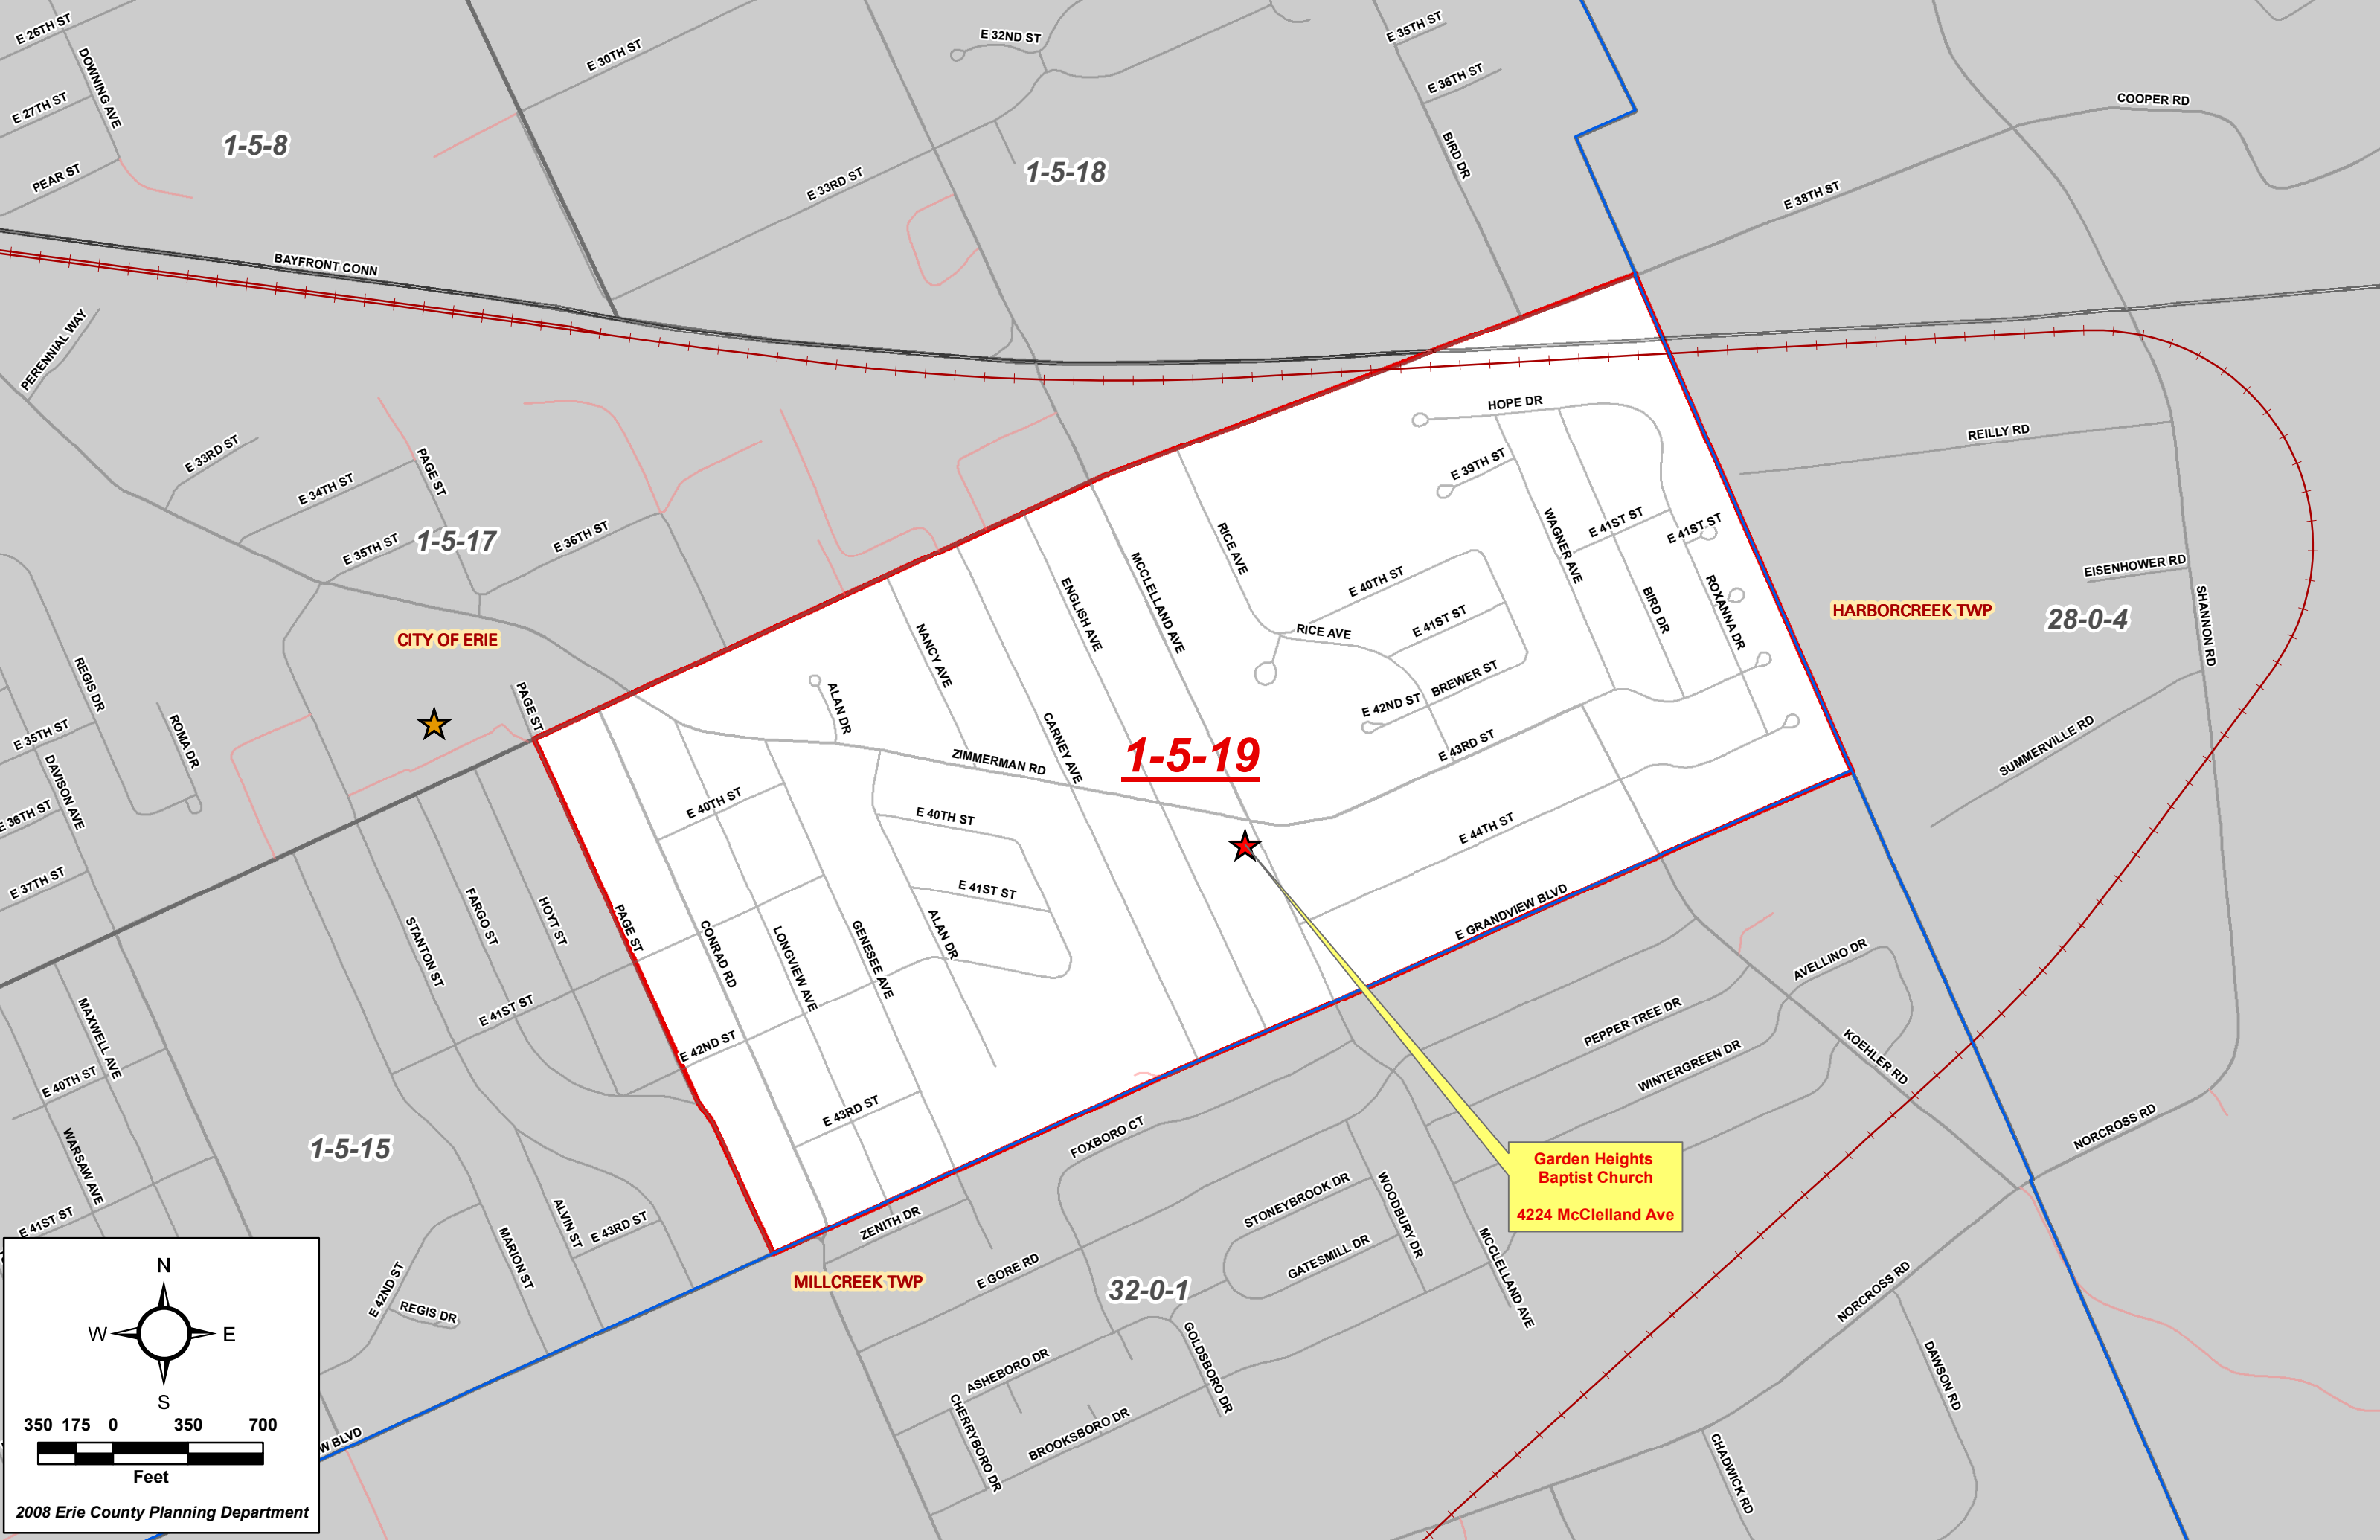 E 26TH ST
DOWNING AVE
E 27TH ST
PEAR ST
1-5-8
E 30TH ST
E 32ND ST
E 33RD ST
1-5-18
E 35TH ST
E 36TH ST
BIRD DR
COOPER RD
E 38TH ST
BAYFRONT CONN
PERENNIAL WAY
E 33RD ST
E 34TH ST
PAGE ST
E 35TH ST
1-5-17
E 36TH ST
CITY OF ERIE
REGIS DR
ROMA DR
E 35TH ST
DAVISON AVE
E 36TH ST
E 37TH ST
PAGE ST
HOPE DR
E 39TH ST
REILLY RD
RICE AVE
WAGNER AVE
E 41ST ST
E 41ST ST
MCCLELLAND AVE
ENGLISH AVE
E 40TH ST
EISENHOWER RD
NANCY AVE
RICE AVE
E 41ST ST
BIRD DR
ROXANNA DR
HARBORCREEK TWP
28-0-4
SHANNON RD
ALAN DR
CARNEY AVE
E 42ND ST
BREWER ST
ZIMMERMAN RD
1-5-19
E 43RD ST
SUMMERVILLE RD
E 40TH ST
E 40TH ST
E 44TH ST
E 41ST ST
E GRANDVIEW BLVD
STANTON ST
FARGO ST
HOYT ST
PAGE ST
CONRAD RD
LONGVIEW AVE
GENESEE AVE
ALAN DR
AVELLINO DR
MAXWELL AVE
E 41ST ST
E 42ND ST
PEPPER TREE DR
WINTERGREEN DR
KOEHLER RD
E 40TH ST
WARSAW AVE
1-5-15
E 43RD ST
FOXBORO CT
NORCROSS RD
Garden Heights
Baptist Church
4224 McClelland Ave
E 41ST ST
ALVIN ST
E 43RD ST
MARION ST
ZENITH DR
STONEYBROOK DR
WOODBURY DR
GATESMILL DR
MCCLELLAND AVE
MILLCREEK TWP
E GORE RD
32-0-1
E 42ND ST
REGIS DR
NORCROSS RD
ASHEBORO DR
GOLDSBORO DR
CHERRYBORO DR
BROOKSBORO DR
DAWSON RD
CHADWICK RD
W BLVD
N
W E
S
350 175 0 350 700
Feet
2008 Erie County Planning Department